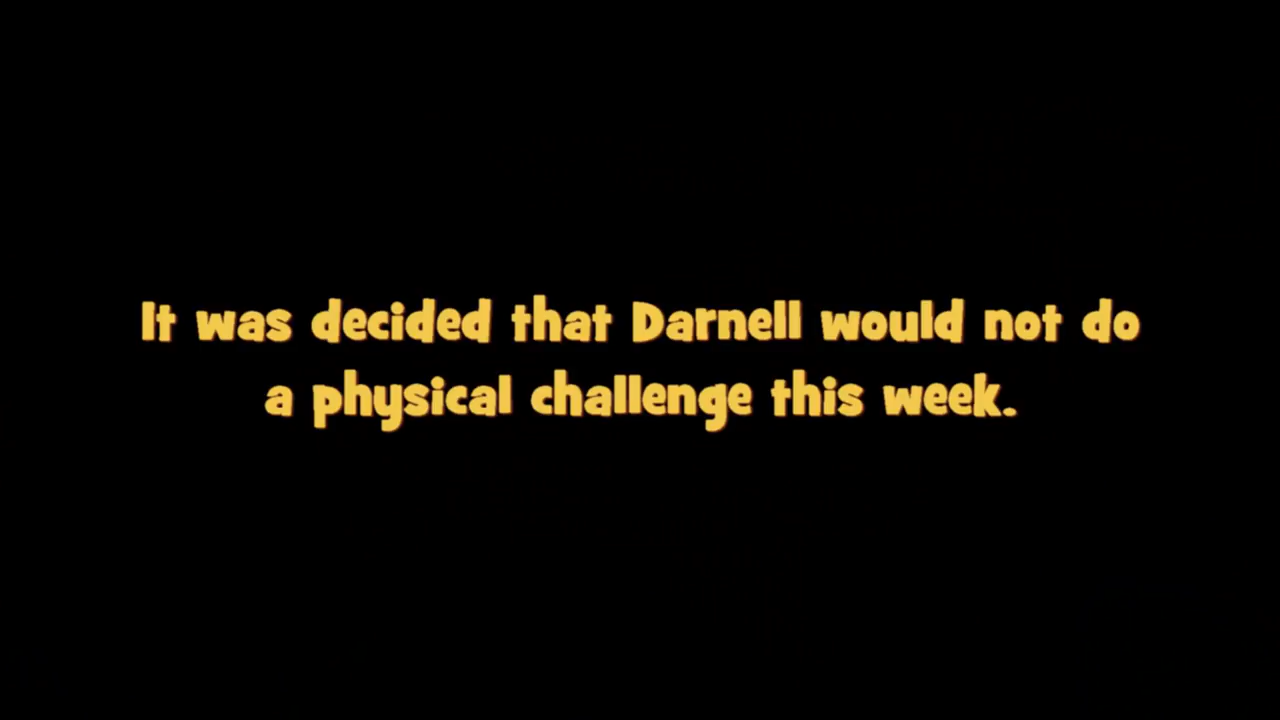 It was decided that Darnell would not do
a physical challenge this week.